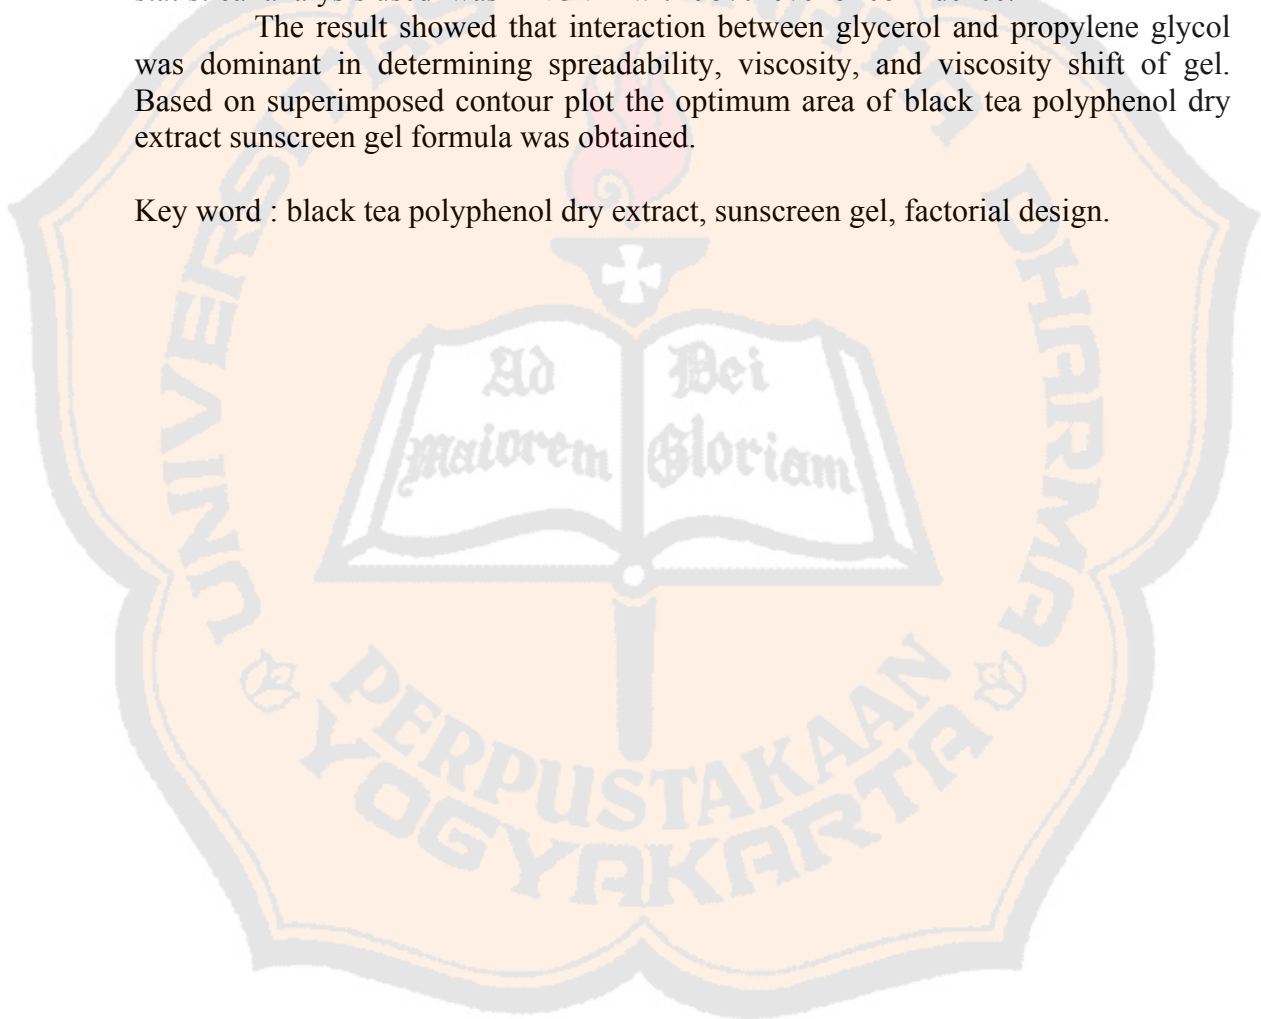 The result showed that interaction between glycerol and propylene glycol
was dominant in determining spreadability, viscosity, and viscosity shift of gel.
Based on superimposed contour plot the optimum area of black tea polyphenol dry
extract sunscreen gel formula was obtained.
Key word : black tea polyphenol dry extract, sunscreen gel, factorial design.
Ad Dei
maiorem Gloriam
DHARMA
UNIVERSITAS
PERPUSTAKAAN
YOGYAKARTA